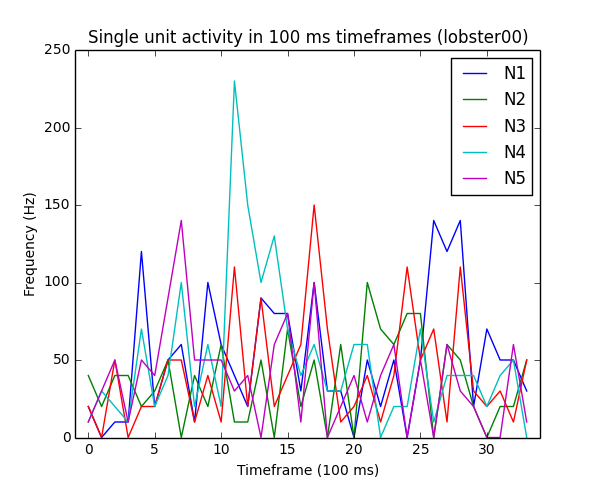 Single unit activity in 100 ms timeframes (lobster00)
250
200
150
100
50
0
Frequency (Hz)
N1
N2
N3
N4
N5
0 5 10 15 20 25 30
Timeframe (100 ms)